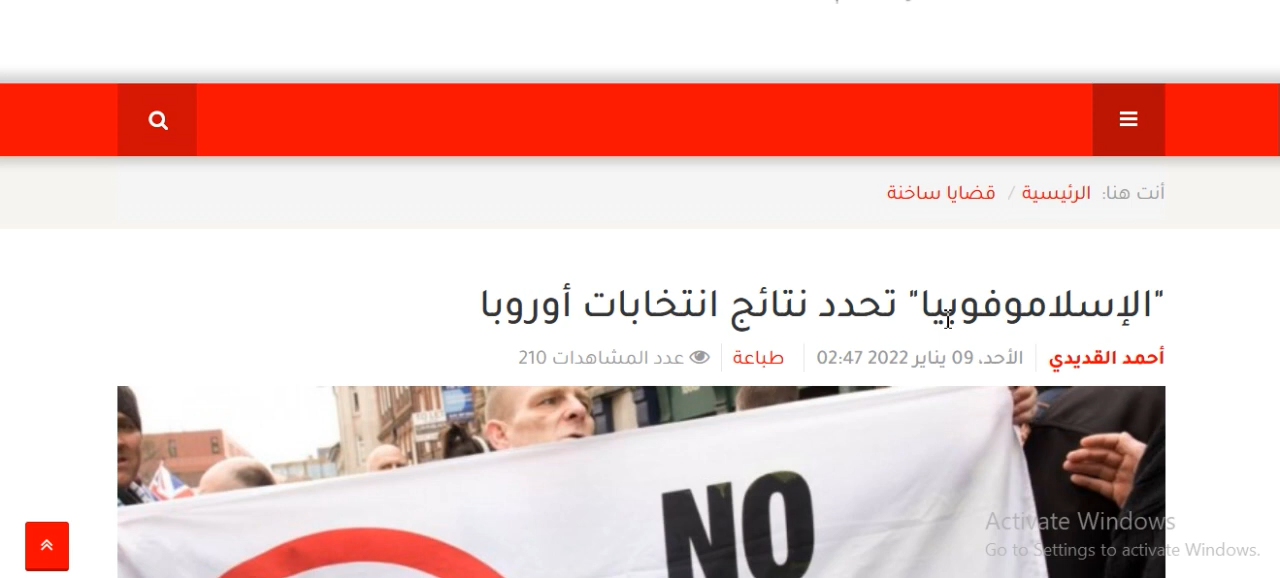 أنت هنا: الرئيسية / قضايا ساخنة
"الإسلاموفوبيا" تحدد نتائج انتخابات أوروبا
أحمد القديدي الأحد، 09 يناير 2022 02:47 طباعة عدد المشاهدات 210
NO
Activate Windows
Go to Settings to activate Windows.